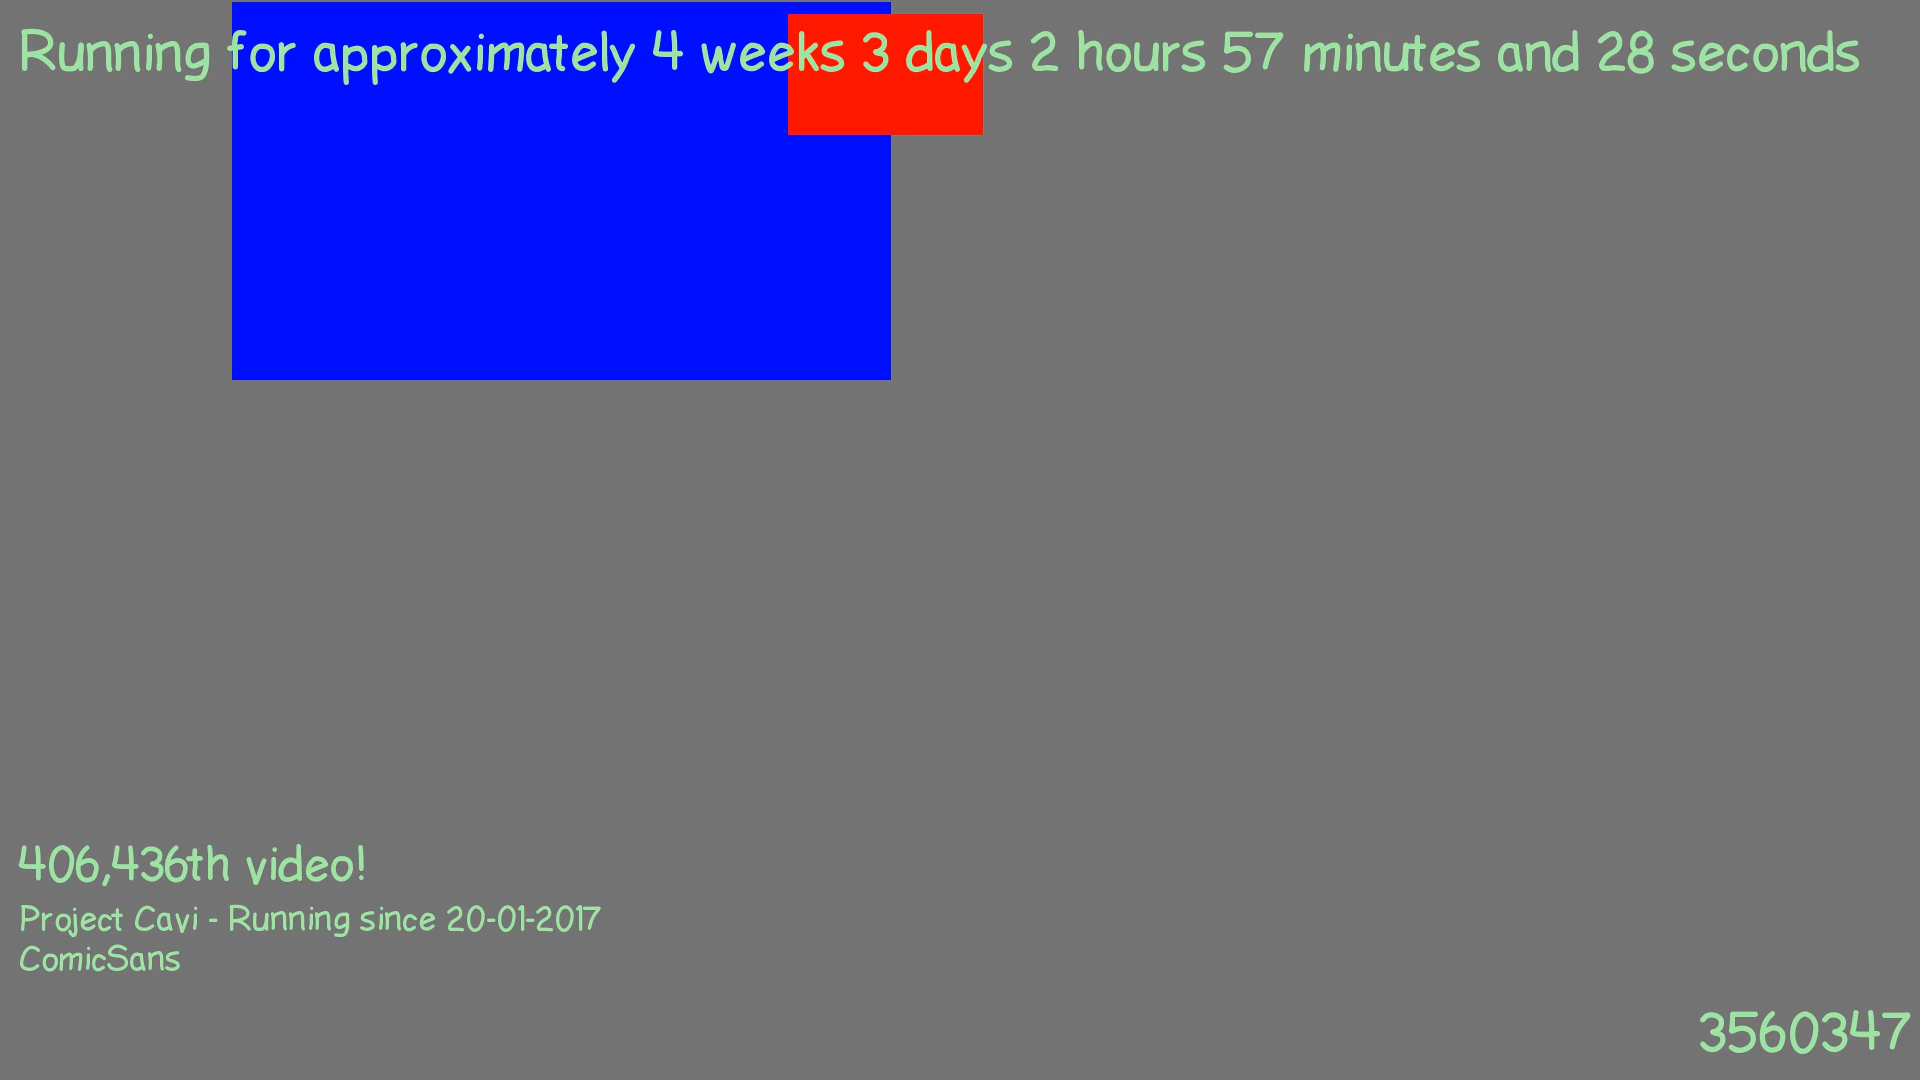 Running for approximately 4 weeks 3 days 2 hours 57 minutes and 28 seconds
406,436th video!
Project Cavi - Running since 20-01-2017
ComicSans
3560347